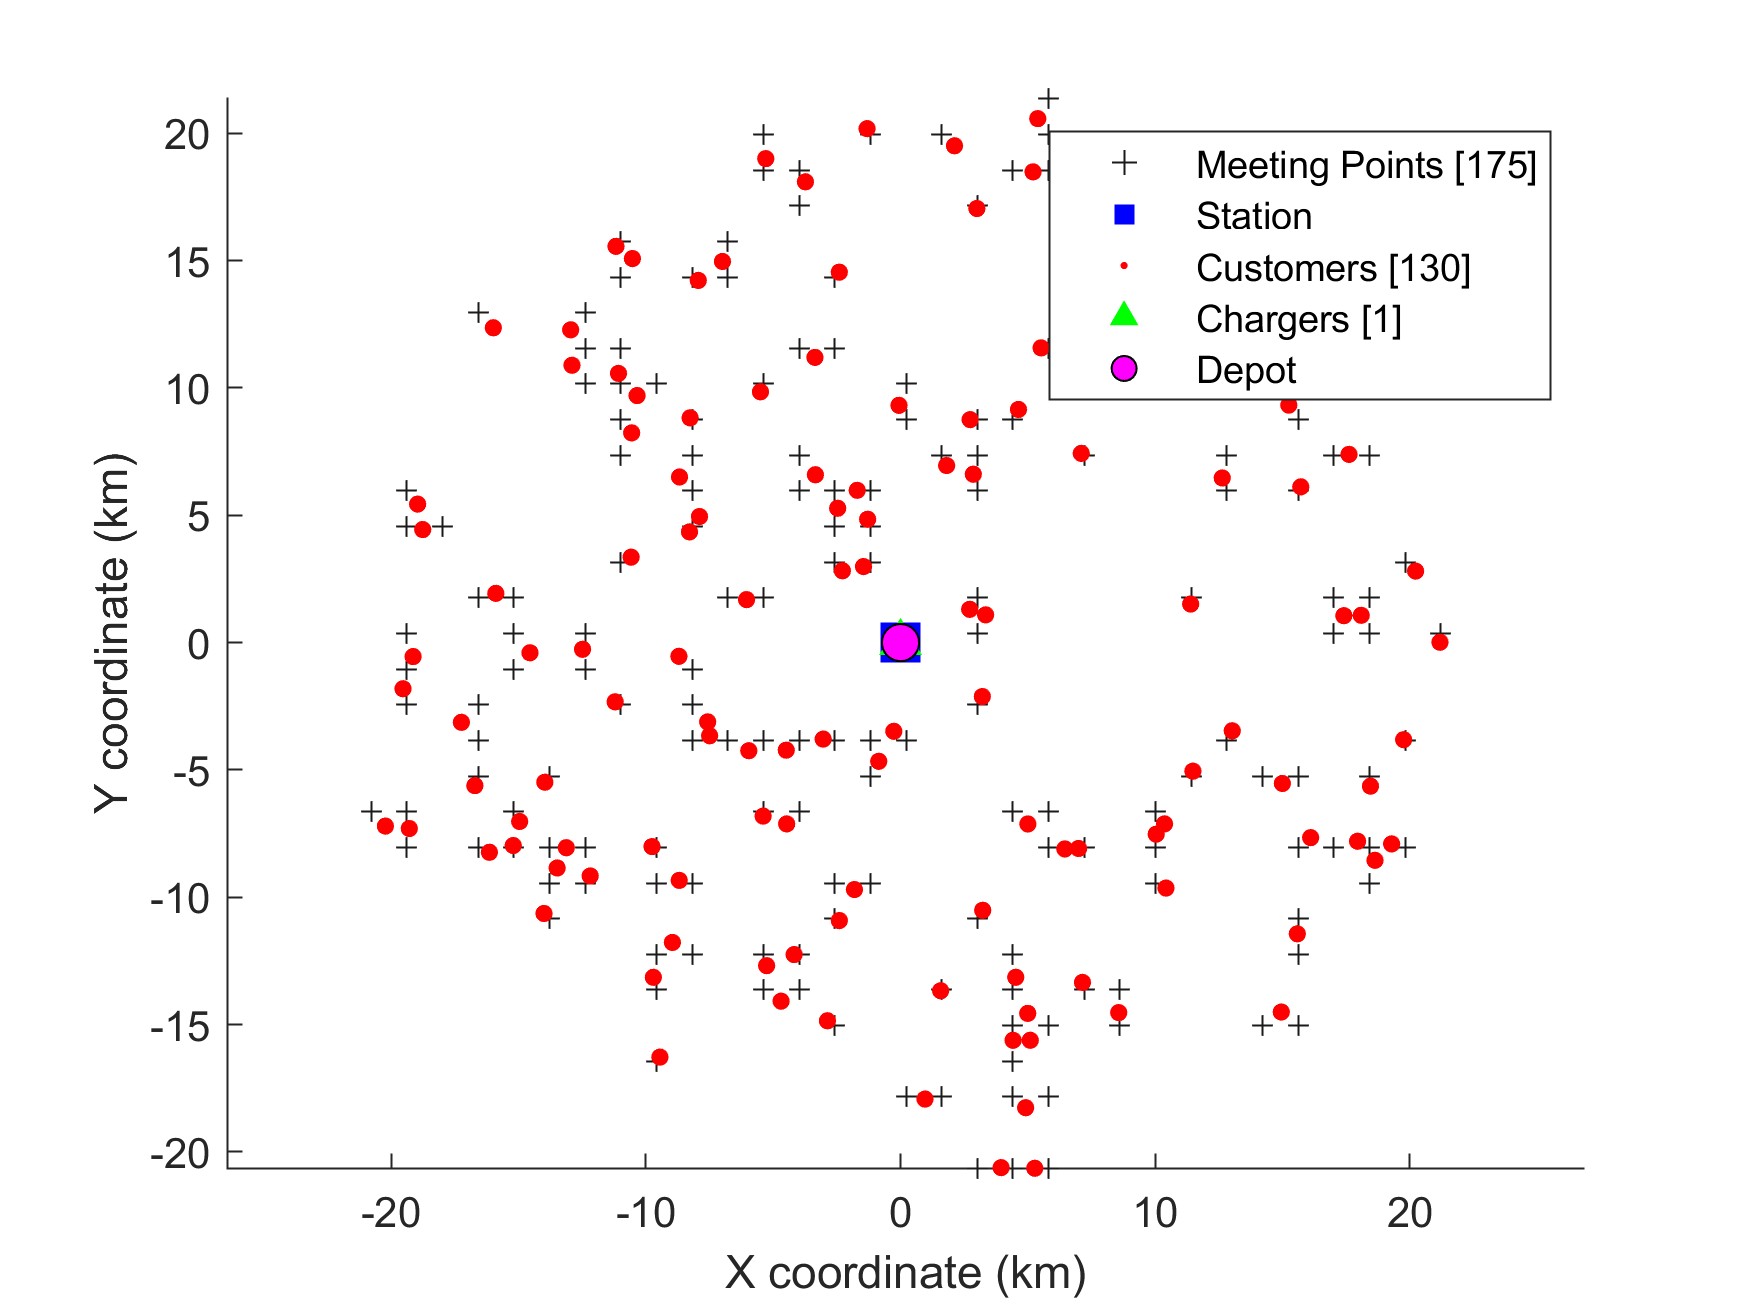 20
15
10
5
0
-5
-10
-15
-20
Y coordinate (km)
Meeting Points [175]
Station
Customers [130]
Chargers [1]
Depot
-20 -10 0 10 20
X coordinate (km)